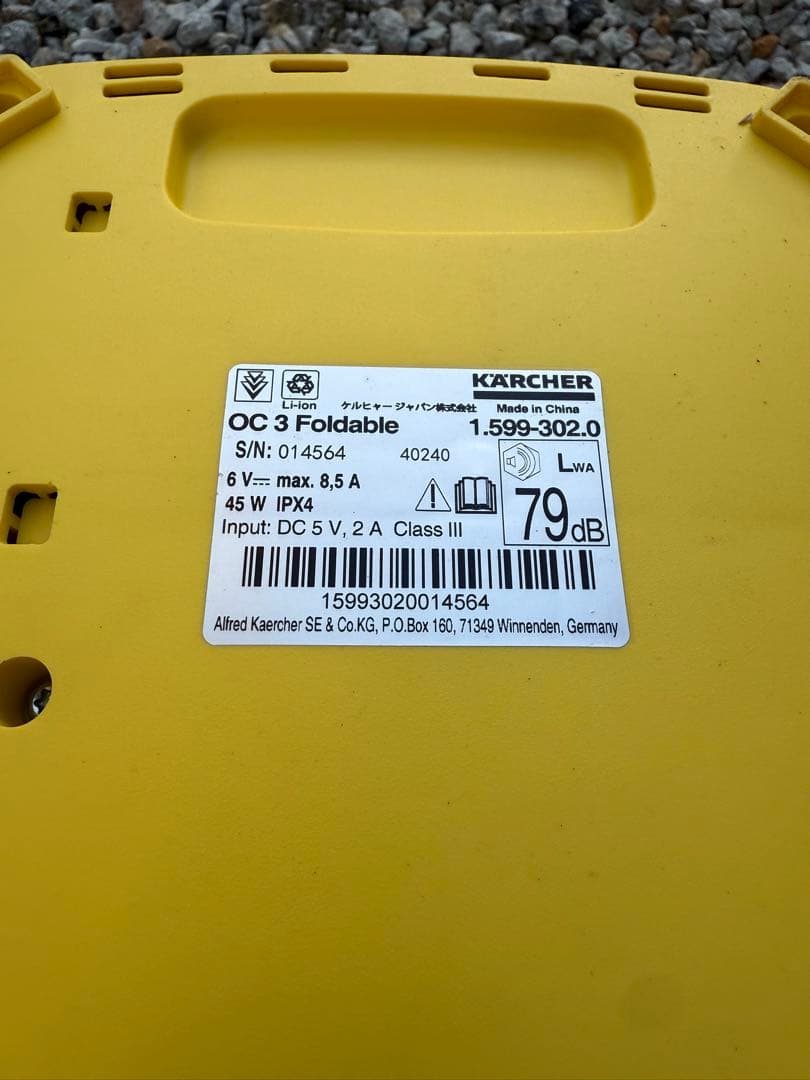 KÄRCHER
Li-ion ケルヒャー ジャパン株式会社 Made in China
OC 3 Foldable 1.599-302.0
S/N: 014564 40240
6 V⎓ max. 8,5 A
45 W IPX4
Input: DC 5 V, 2 A Class III
LWA
79dB
15993020014564
Alfred Kaercher SE & Co.KG, P.O.Box 160, 71349 Winnenden, Germany